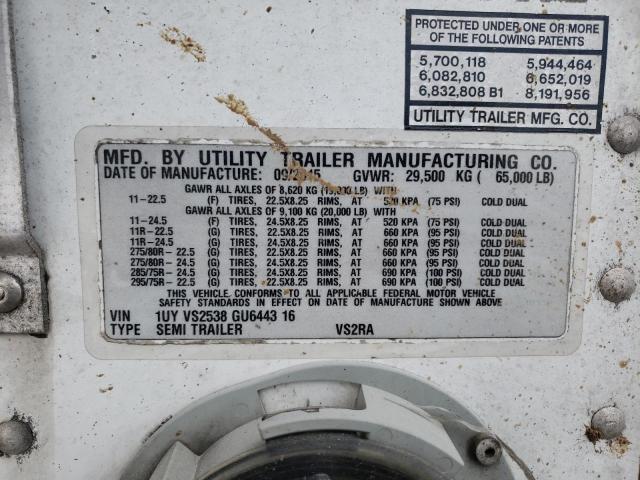 PROTECTED UNDER ONE OR MORE
OF THE FOLLOWING PATENTS
5,700,118 5,944,464
6,082,810 6,652,019
6,832,808 B1 8,191,956
UTILITY TRAILER MFG. CO.
MFD. BY UTILITY TRAILER MANUFACTURING CO.
DATE OF MANUFACTURE: 09/2015 GVWR: 29,500 KG ( 65,000 LB)
GAWR ALL AXLES OF 8,620 KG (19,000 LB) WITH
11-22.5 (F) TIRES, 22.5X8.25 RIMS, AT 520 KPA (75 PSI) COLD DUAL
GAWR ALL AXLES OF 9,100 KG (20,000 LB) WITH
11-24.5 (F) TIRES, 24.5X8.25 RIMS, AT 520 KPA (75 PSI) COLD DUAL
11R-22.5 (G) TIRES, 22.5X8.25 RIMS, AT 660 KPA (95 PSI) COLD DUAL
11R-24.5 (G) TIRES, 24.5X8.25 RIMS, AT 660 KPA (95 PSI) COLD DUAL
275/80R - 22.5 (G) TIRES, 22.5X8.25 RIMS, AT 660 KPA (95 PSI) COLD DUAL
275/80R - 24.5 (G) TIRES, 24.5X8.25 RIMS, AT 660 KPA (95 PSI) COLD DUAL
285/75R - 24.5 (G) TIRES, 24.5X8.25 RIMS, AT 690 KPA (100 PSI) COLD DUAL
295/75R - 22.5 (G) TIRES, 22.5X8.25 RIMS, AT 690 KPA (100 PSI) COLD DUAL
THIS VEHICLE CONFORMS TO ALL APPLICABLE FEDERAL MOTOR VEHICLE
SAFETY STANDARDS IN EFFECT ON DATE OF MANUFACTURE SHOWN ABOVE
VIN 1UY VS2538 GU6443 16
TYPE SEMI TRAILER VS2RA